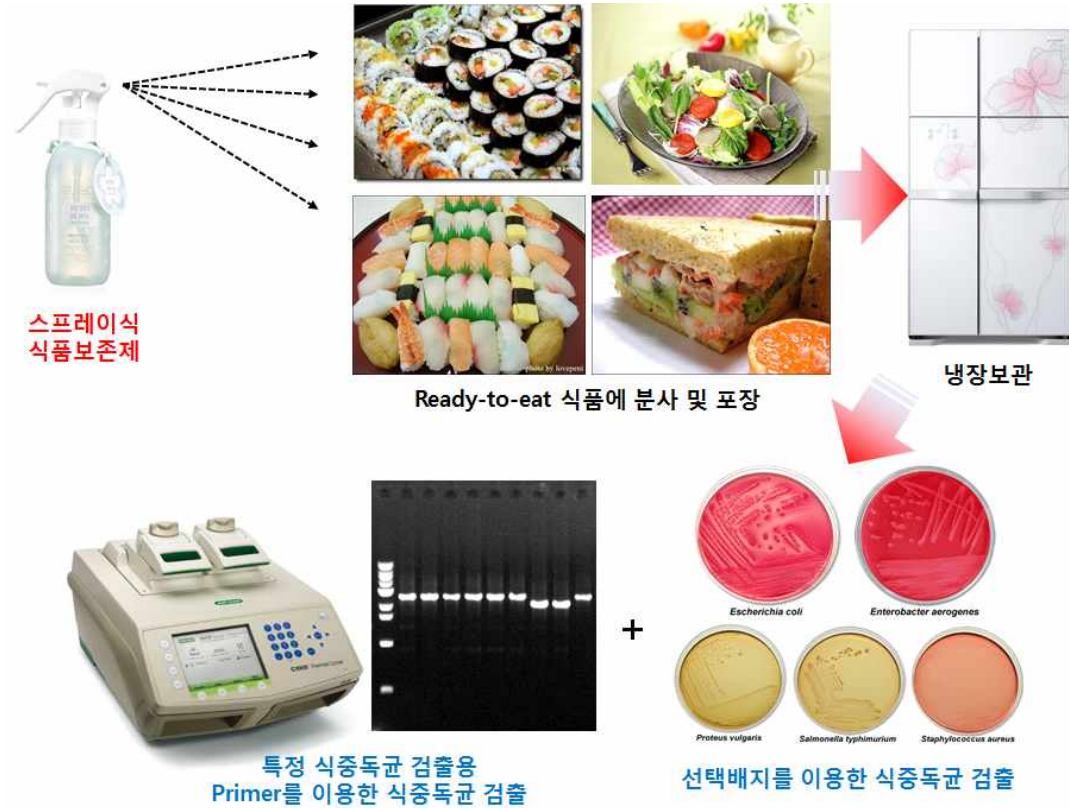 스프레이식
식품보존제
photo by lovepeni
Ready-to-eat 식품에 분사 및 포장
냉장보관
Escherichia coli
Enterobacter aerogenes
+
Proteus vulgaris
Salmonella typhimurium
Staphylococcus aureus
특정 식중독균 검출용
Primer를 이용한 식중독균 검출
선택배지를 이용한 식중독균 검출